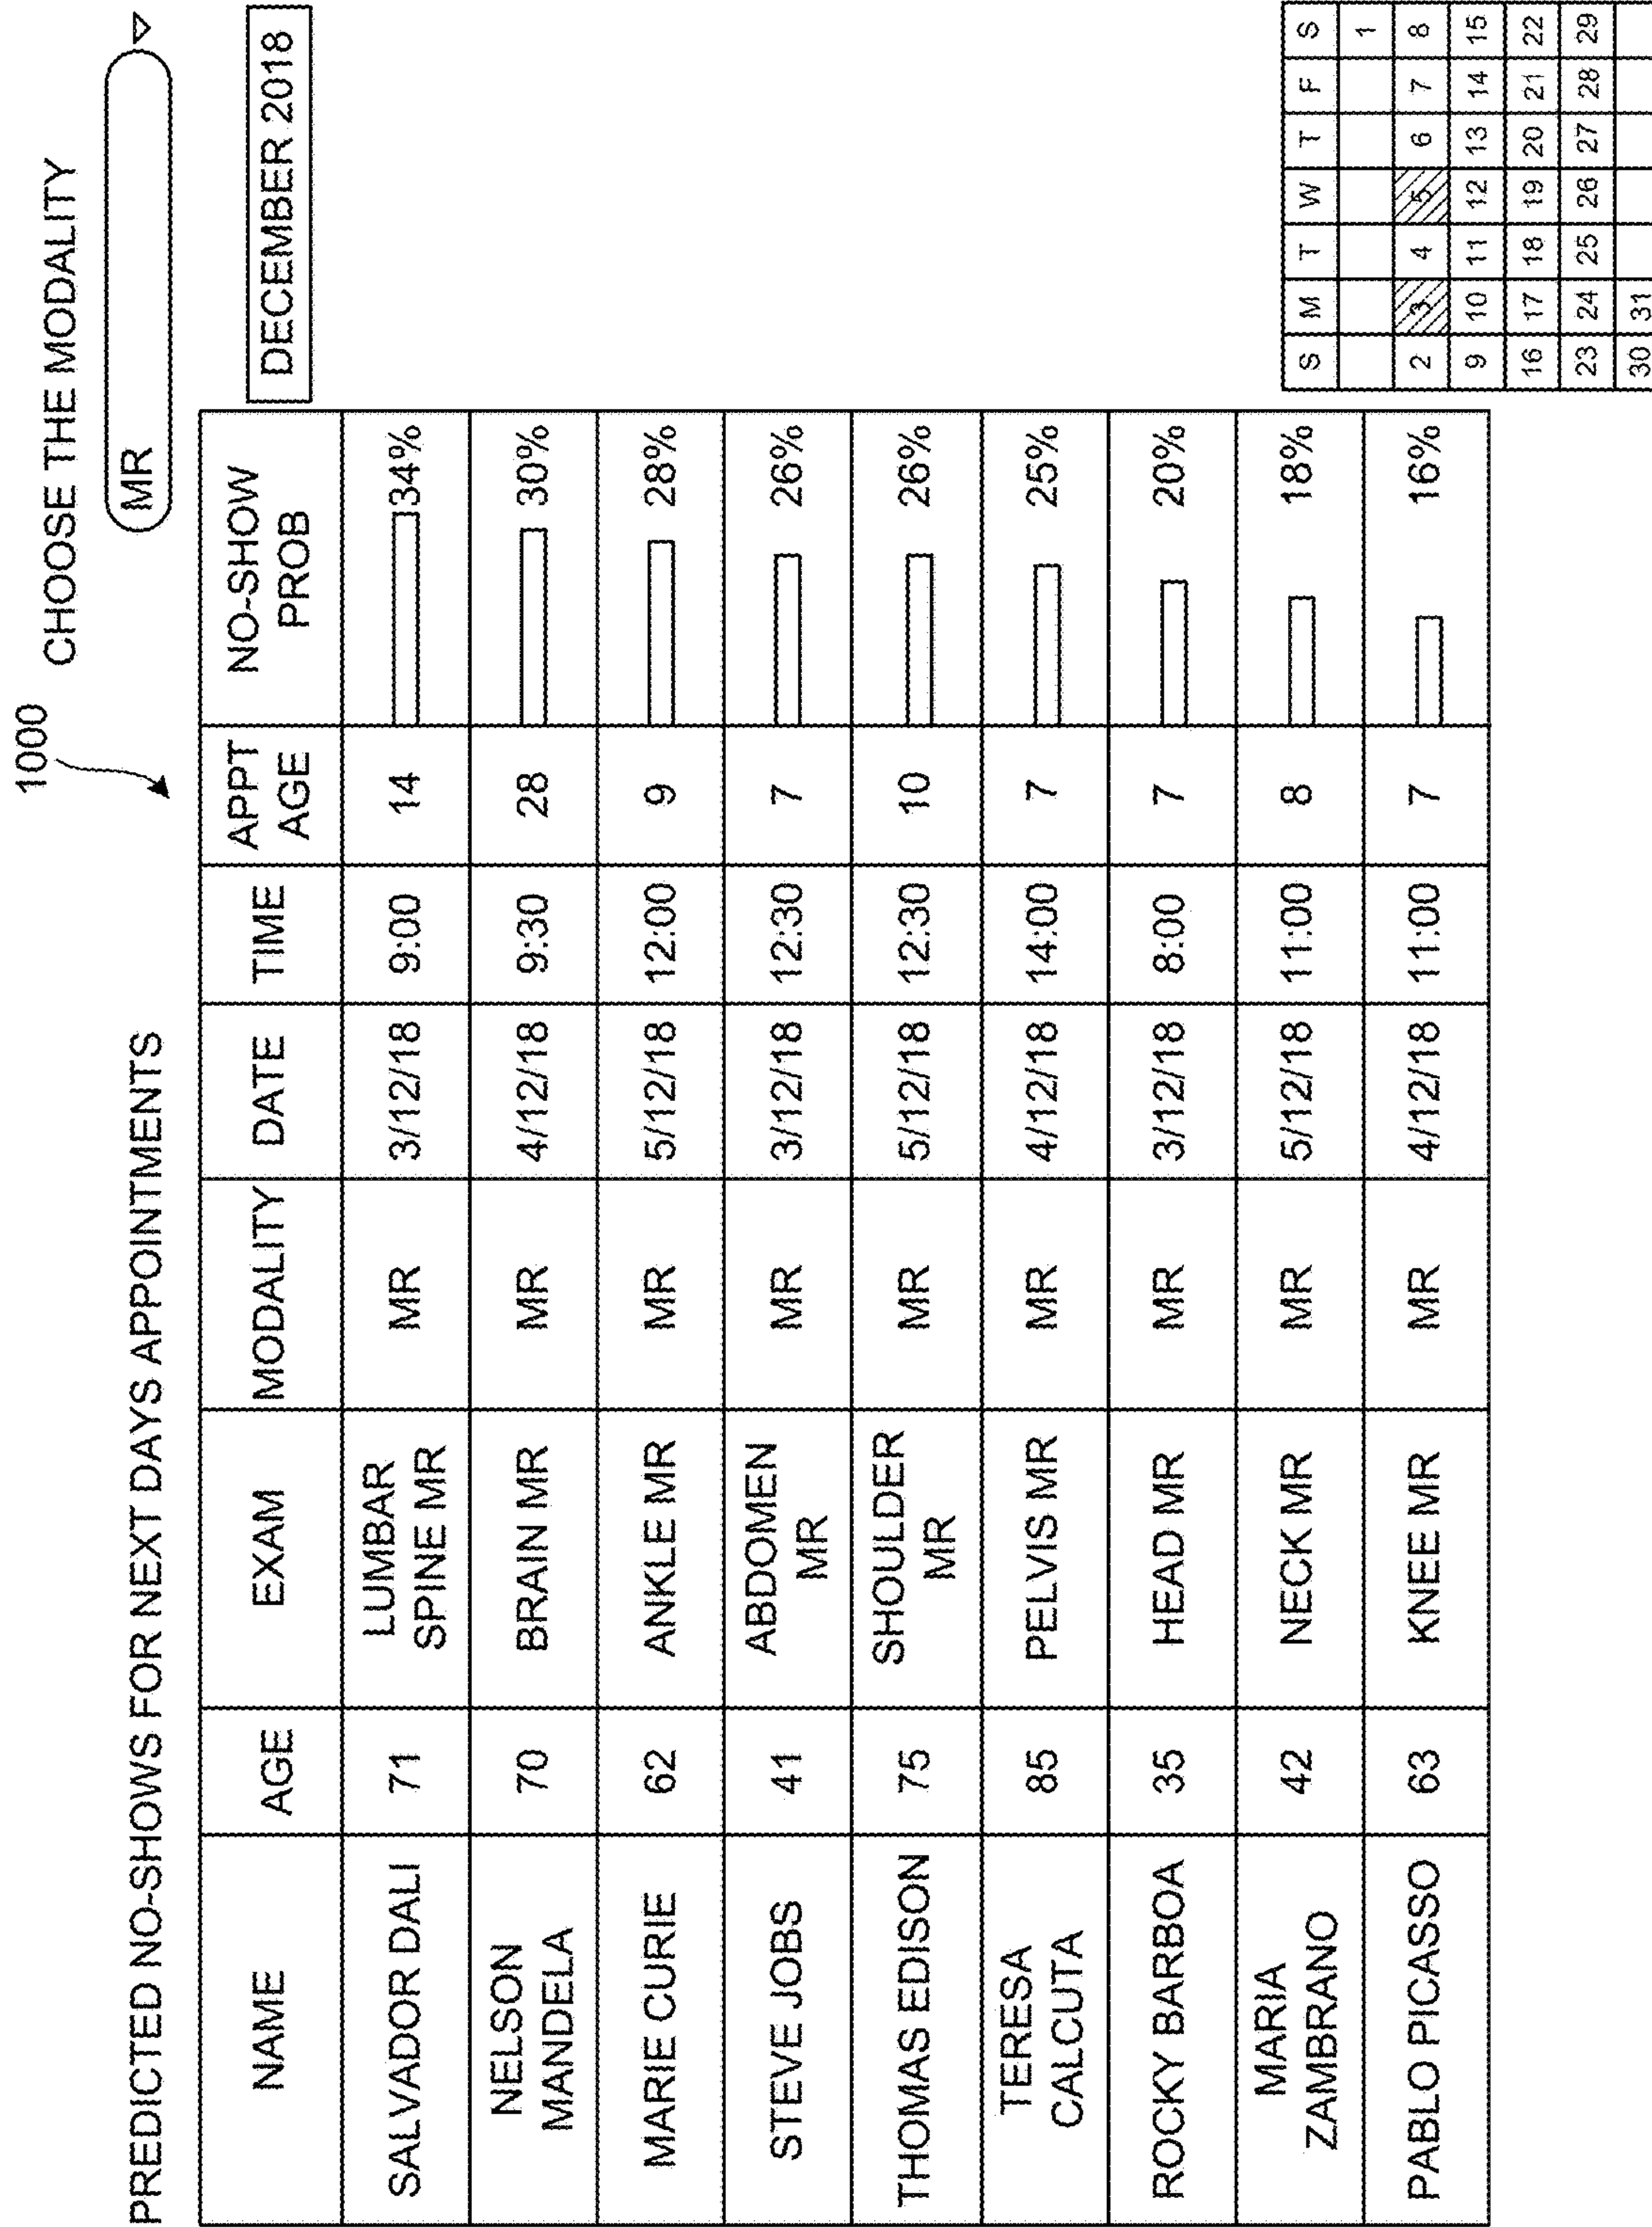 1000
CHOOSE THE MODALITY
PREDICTED NO-SHOWS FOR NEXT DAYS APPOINTMENTS
MR
DECEMBER 2018
NAME AGE EXAM MODALITY DATE TIME APPT AGE NO-SHOW PROB
SALVADOR DALI 71 LUMBAR SPINE MR MR 3/12/18 9:00 14 34%
NELSON MANDELA 70 BRAIN MR MR 4/12/18 9:30 28 30%
MARIE CURIE 62 ANKLE MR MR 5/12/18 12:00 9 28%
STEVE JOBS 41 ABDOMEN MR MR 3/12/18 12:30 7 26%
THOMAS EDISON 75 SHOULDER MR MR 5/12/18 12:30 10 26%
TERESA CALCUTA 85 PELVIS MR MR 4/12/18 14:00 7 25%
ROCKY BARBOA 35 HEAD MR MR 3/12/18 8:00 7 20%
MARIA ZAMBRANO 42 NECK MR MR 5/12/18 11:00 8 18%
PABLO PICASSO 63 KNEE MR MR 4/12/18 11:00 7 16%
S M T W T F S
1
2 3 4 5 6 7 8
9 10 11 12 13 14 15
16 17 18 19 20 21 22
23 24 25 26 27 28 29
30 31